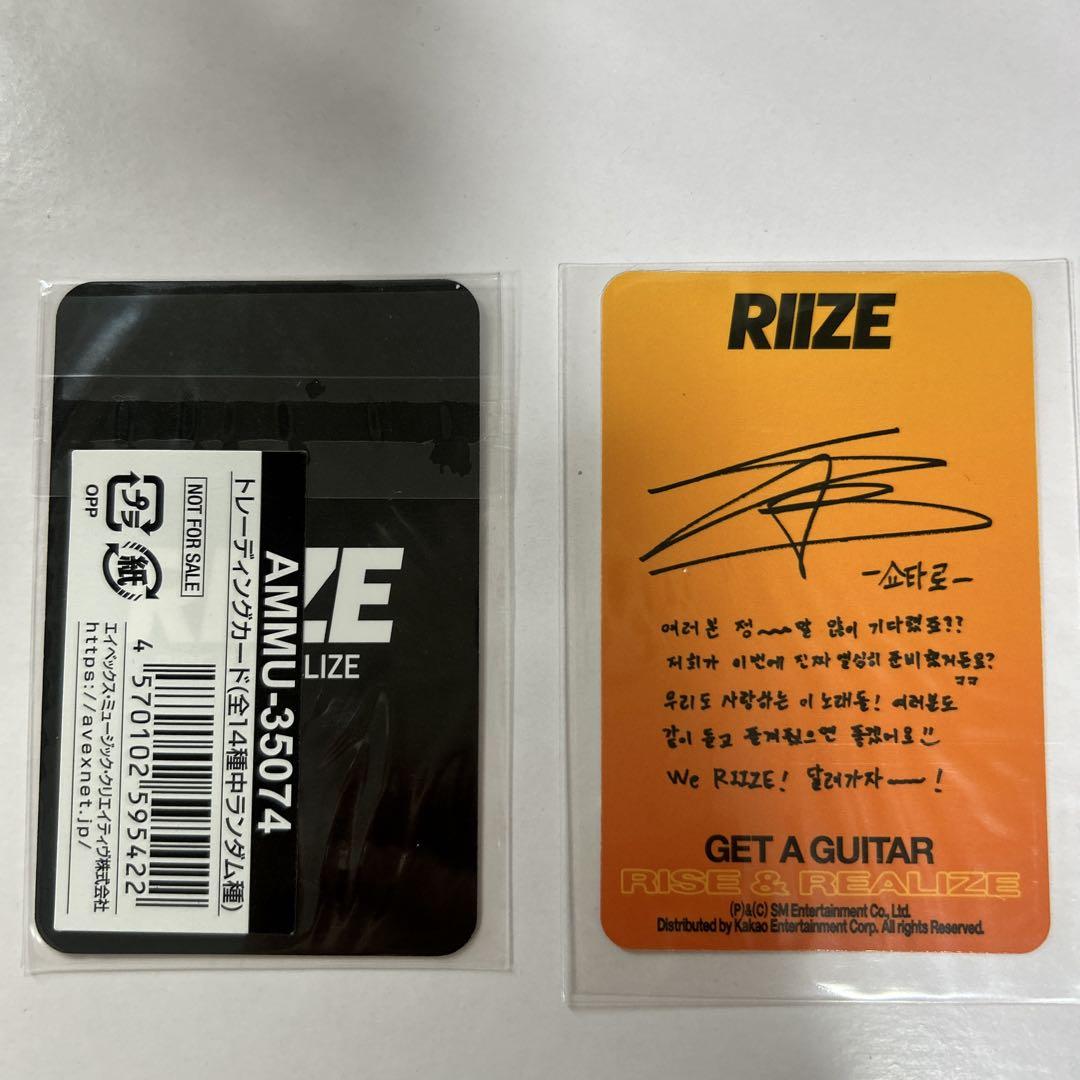 AMMU-35074
トレーディングカード(全14種中ランダム種)
NOT FOR SALE
プラ
紙
OPP
4 570102 595422
エイベックス・ミュージック・クリエイティヴ株式会社
https://avexnet.jp/
ZE
LIZE
RIIZE
-쇼타로-
여러분 정~~말 많이 기다렸죠??
저희가 이번에 진짜 열심히 준비했거든요?
ㅋㅋ
우리도 사랑하는 이 노래들! 여러분도
같이 듣고 즐겨줬으면 좋겠어요!!
We RIIZE! 달려가자~~!
GET A GUITAR
RISE & REALIZE
(P)&(C) SM Entertainment Co., Ltd.
Distributed by Kakao Entertainment Corp. All rights Reserved.